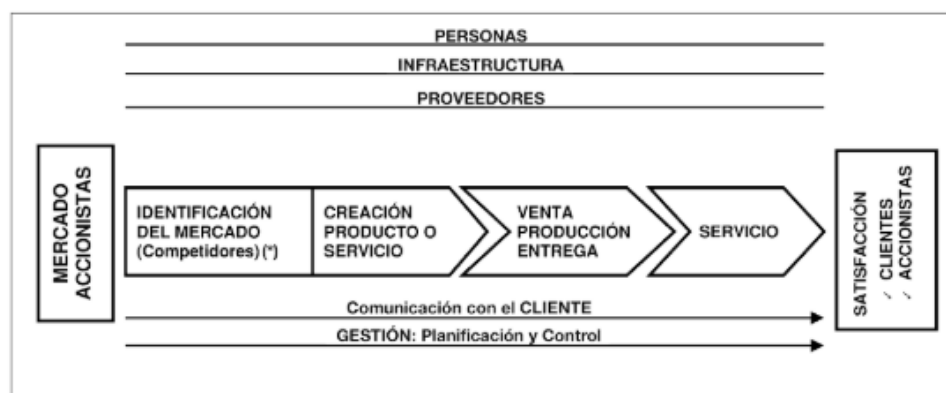 PERSONAS
INFRAESTRUCTURA
PROVEEDORES
MERCADO
ACCIONISTAS
IDENTIFICACIÓN
DEL MERCADO
(Competidores) (*)
CREACIÓN
PRODUCTO O
SERVICIO
VENTA
PRODUCCIÓN
ENTREGA
SERVICIO
SATISFACCIÓN
✓ CLIENTES
✓ ACCIONISTAS
Comunicación con el CLIENTE
GESTIÓN: Planificación y Control